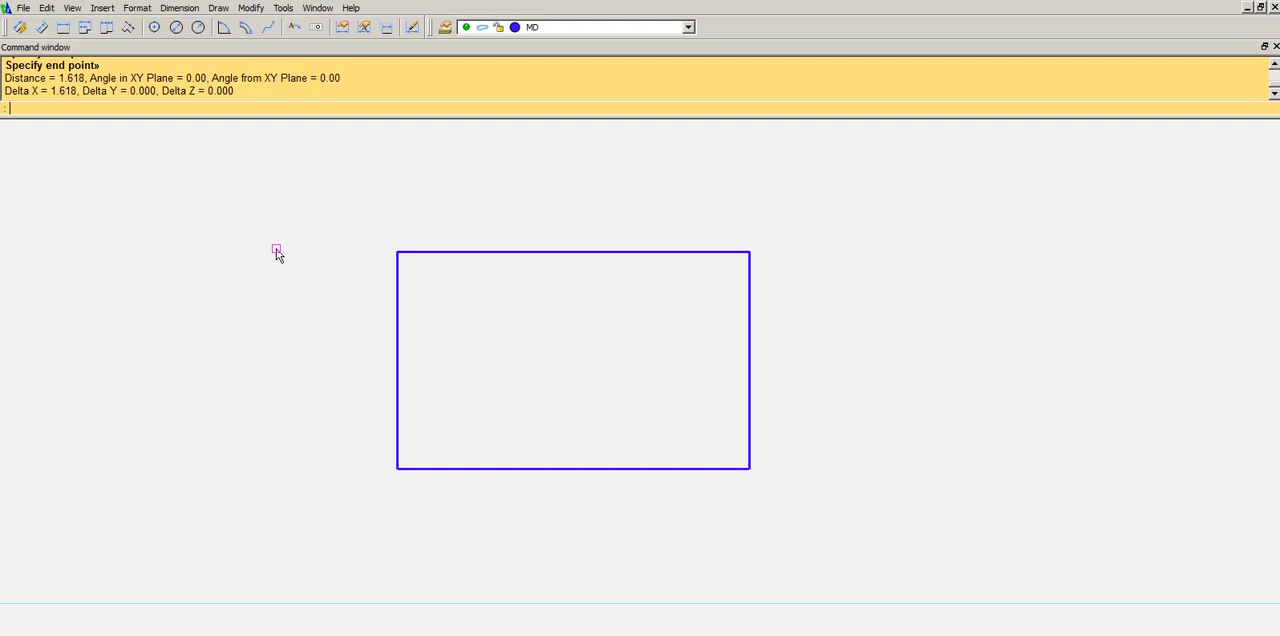 File Edit View Insert Format Dimension Draw Modify Tools Window Help
MD
Command window
Specify end point»
Distance = 1.618, Angle in XY Plane = 0.00, Angle from XY Plane = 0.00
Delta X = 1.618, Delta Y = 0.000, Delta Z = 0.000
: